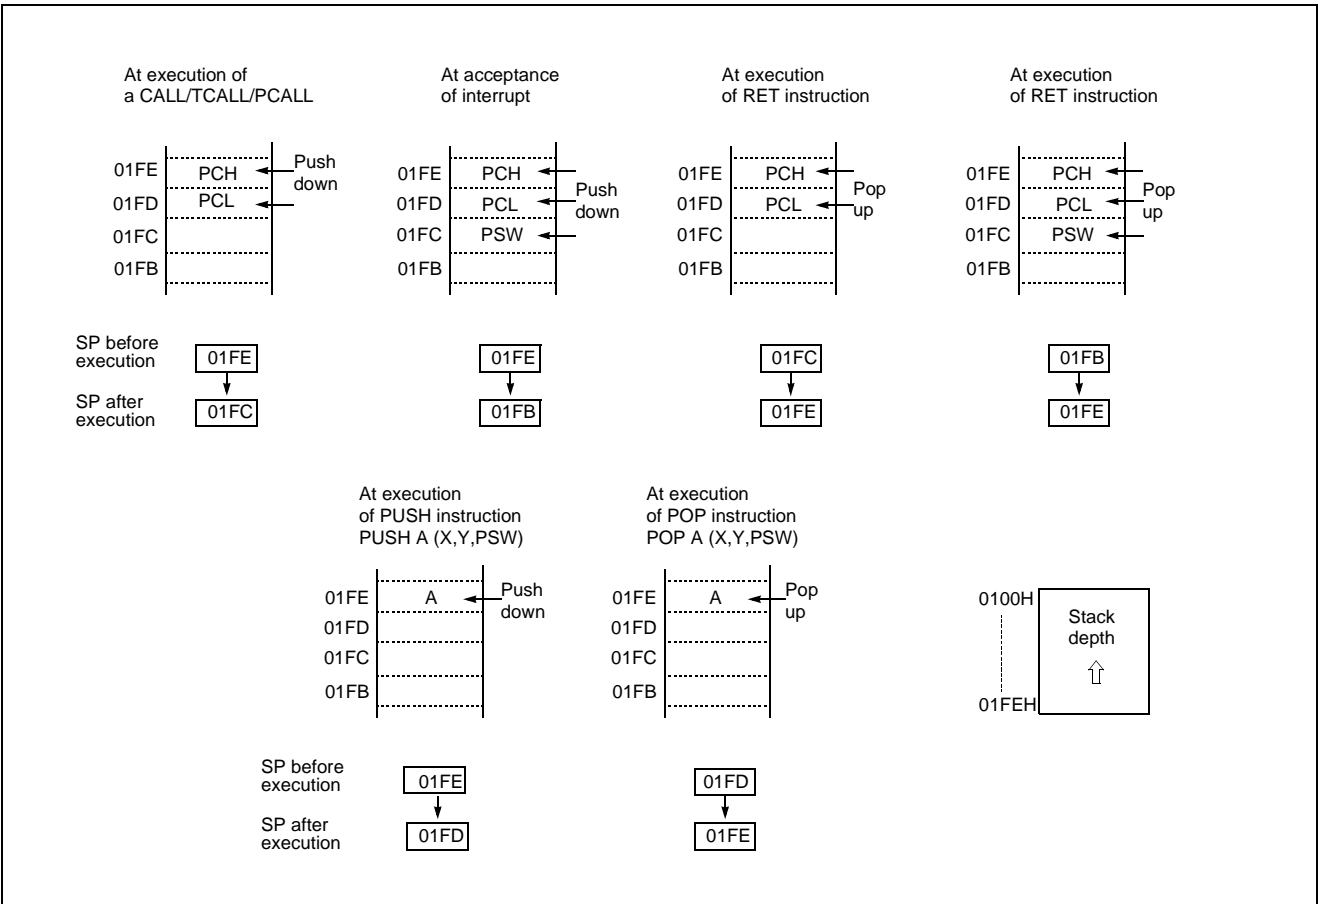 At execution of
a CALL/TCALL/PCALL
01FE
PCH
Push
down
01FD
PCL
01FC
01FB
SP before
execution
01FE
SP after
execution
01FC
At acceptance
of interrupt
01FE
PCH
01FD
PCL
Push
down
01FC
PSW
01FB
01FE
01FB
At execution
of RET instruction
01FE
PCH
01FD
PCL
Pop
up
01FC
01FB
01FC
01FE
At execution
of RET instruction
01FE
PCH
01FD
PCL
Pop
up
01FC
PSW
01FB
01FB
01FE
At execution
of PUSH instruction
PUSH A (X,Y,PSW)
01FE
A
Push
down
01FD
01FC
01FB
SP before
execution
01FE
SP after
execution
01FD
At execution
of POP instruction
POP A (X,Y,PSW)
01FE
A
Pop
up
01FD
01FC
01FB
01FD
01FE
0100H
Stack
depth
01FEH